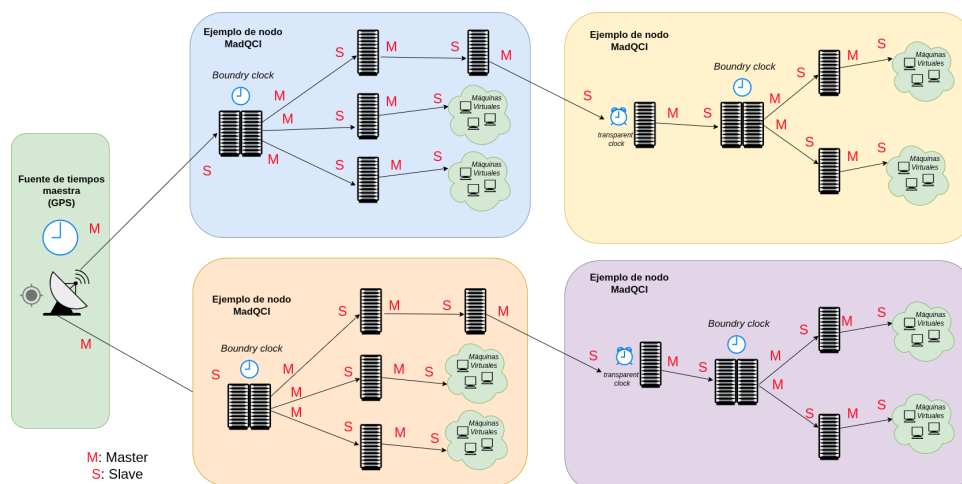 Fuente de tiempos
maestra
(GPS)
M
M
Ejemplo de nodo
MadQCI
Boundry clock
S
M
M
M
S
M
S
M
S
M
S
Máquinas
Virtuales
S
M
S
Máquinas
Virtuales
Ejemplo de nodo
MadQCI
S
transparent
clock
M
S
Boundry clock
M
M
S
M
S
Máquinas
Virtuales
S
M
S
Máquinas
Virtuales
Ejemplo de nodo
MadQCI
Boundry clock
S
M
M
M
S
M
S
M
S
M
S
Máquinas
Virtuales
S
M
S
Máquinas
Virtuales
Ejemplo de nodo
MadQCI
S
transparent
clock
M
S
Boundry clock
M
M
S
M
S
Máquinas
Virtuales
S
M
S
Máquinas
Virtuales
M: Master
S: Slave